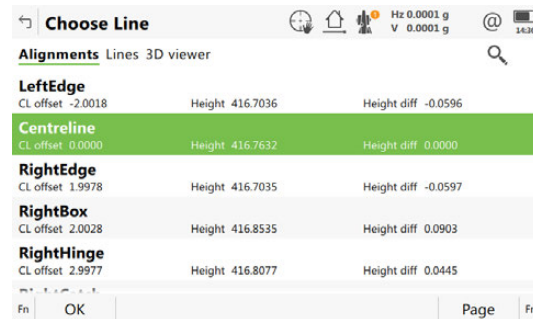 Choose Line
Hz 0.0001 g
V 0.0001 g
14:36
Alignments Lines 3D viewer
LeftEdge
CL offset -2.0018 Height 416.7036 Height diff -0.0596
Centreline
CL offset 0.0000 Height 416.7632 Height diff 0.0000
RightEdge
CL offset 1.9978 Height 416.7035 Height diff -0.0597
RightBox
CL offset 2.0028 Height 416.8535 Height diff 0.0903
RightHinge
CL offset 2.9977 Height 416.8077 Height diff 0.0445
Fn OK Page